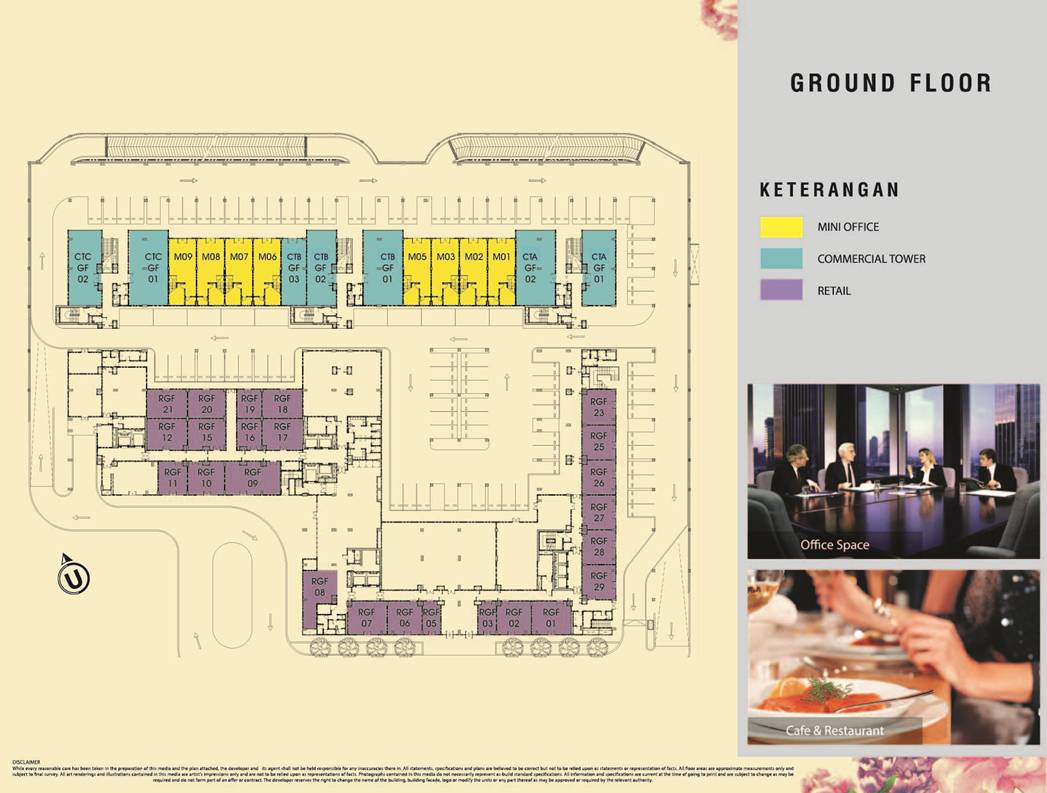 GROUND FLOOR
KETERANGAN
MINI OFFICE
COMMERCIAL TOWER
RETAIL
CTC
GF
02
CTC
GF
01
M09
M08
M07
M06
CTB
GF
03
CTB
GF
02
CTB
GF
01
M05
M03
M02
M01
CTA
GF
02
CTA
GF
01
RGF
21
RGF
20
RGF
19
RGF
18
RGF
12
RGF
15
RGF
16
RGF
17
RGF
11
RGF
10
RGF
09
RGF
23
RGF
25
RGF
26
RGF
27
RGF
28
RGF
29
RGF
08
RGF
07
RGF
06
RGF
05
RGF
03
RGF
02
RGF
01
U
Office Space
Cafe & Restaurant
DISCLAIMER
While every reasonable care has been taken in the preparation of this media and the plan attached, the developer and its agent shall not be held responsible for any inaccuracies there in. All statements, specifications and plans are believed to be correct but not to be relied upon as statements or representation of facts. All floor areas are approximate measurements only and
subject to final survey. All art renderings and illustrations contained in this media are artist's impressions only and are not to be relied upon as representations of facts. Photographs contained in this media do not necessarily represent as-build standard specifications. All information and specifications are current at the time of going to print and are subject to change as may be
required and do not form part of an offer or contract. The developer reserves the right to change the name of the building, building facade, logo or modify the units or any part thereof as may be approved or required by the relevant authority.